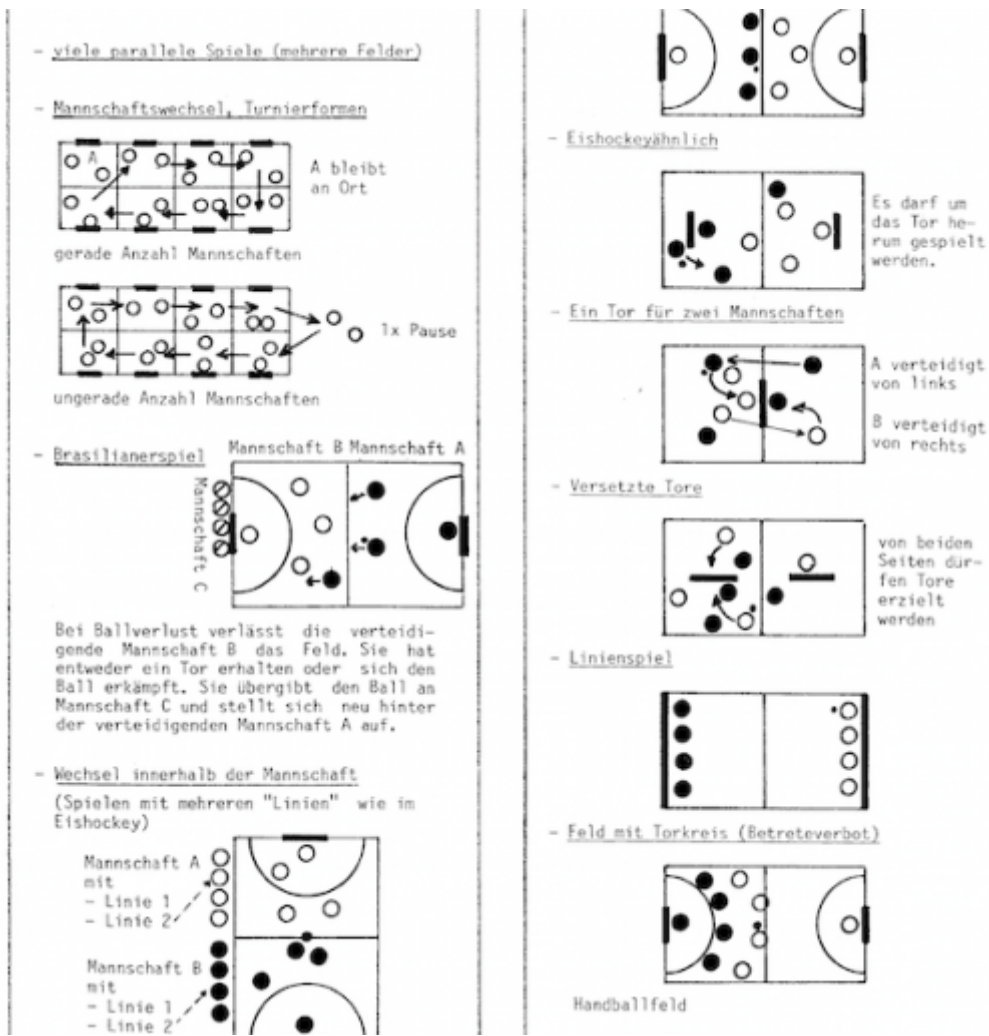 - viele parallele Spiele (mehrere Felder)
- Mannschaftswechsel, Turnierformen
A
A bleibt
an Ort
gerade Anzahl Mannschaften
1x Pause
ungerade Anzahl Mannschaften
- Brasilianerspiel
Mannschaft B Mannschaft A
Mannschaft C
Bei Ballverlust verlässt die verteidi-
gende Mannschaft B das Feld. Sie hat
entweder ein Tor erhalten oder sich den
Ball erkämpft. Sie übergibt den Ball an
Mannschaft C und stellt sich neu hinter
der verteidigenden Mannschaft A auf.
- Wechsel innerhalb der Mannschaft
(Spielen mit mehreren "Linien" wie im
Eishockey)
Mannschaft A
mit
- Linie 1
- Linie 2
Mannschaft B
mit
- Linie 1
- Linie 2
- Eishockeyähnlich
Es darf um
das Tor he-
rum gespielt
werden.
- Ein Tor für zwei Mannschaften
A verteidigt
von links
B verteidigt
von rechts
- Versetzte Tore
von beiden
Seiten dür-
fen Tore
erzielt
werden
- Linienspiel
- Feld mit Torkreis (Betreteverbot)
Handballfeld